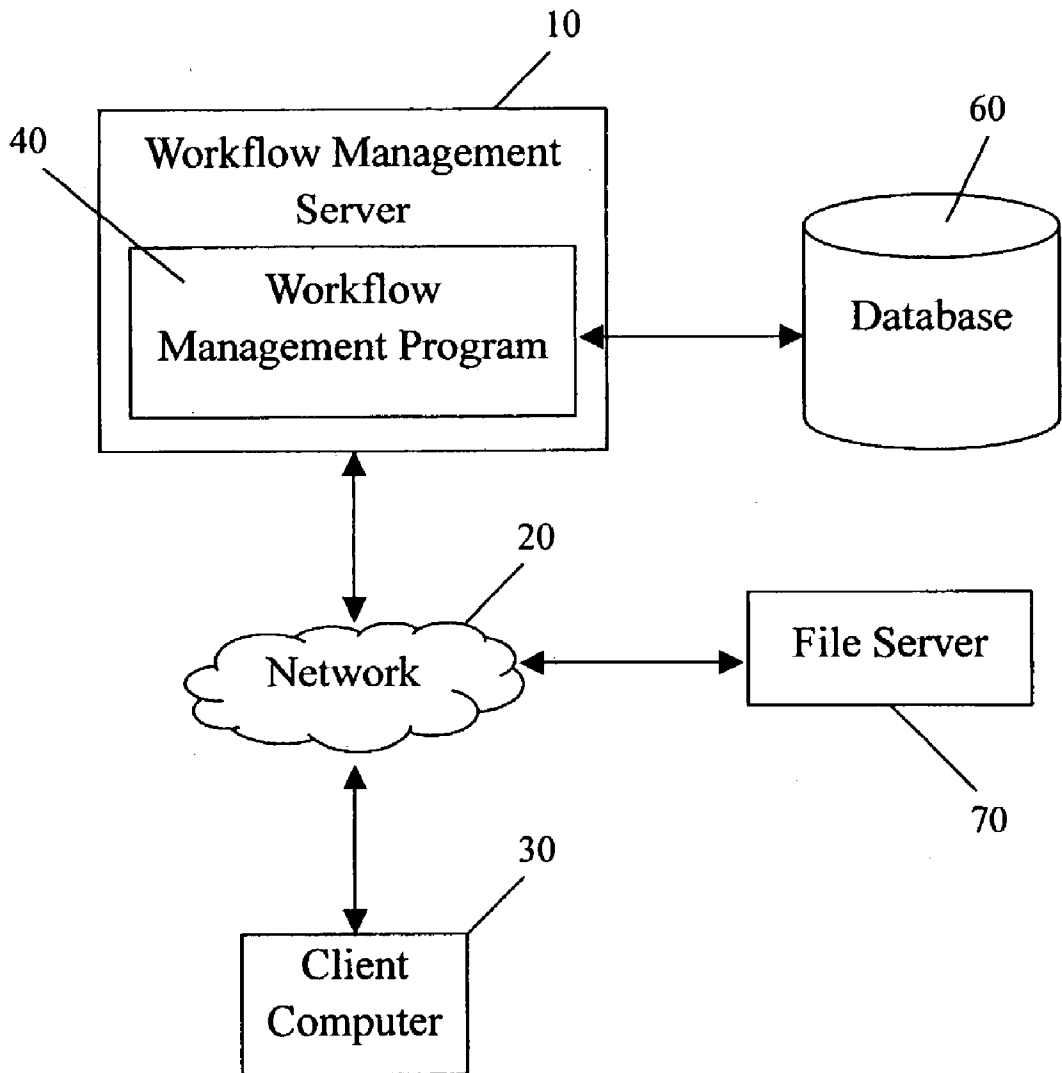 10
60
40
Workflow Management
Server
Workflow
Management Program
Database
20
Network
File Server
70
30
Client
Computer